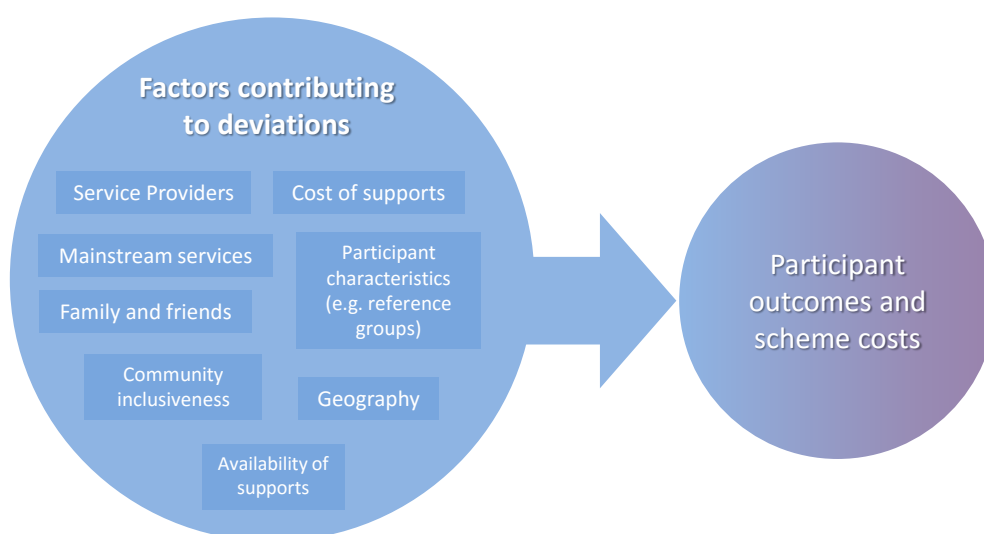 Factors contributing
to deviations
Service Providers
Cost of supports
Mainstream services
Participant
characteristics
(e.g. reference
groups)
Family and friends
Community
inclusiveness
Geography
Availability of
supports
Participant
outcomes and
scheme costs